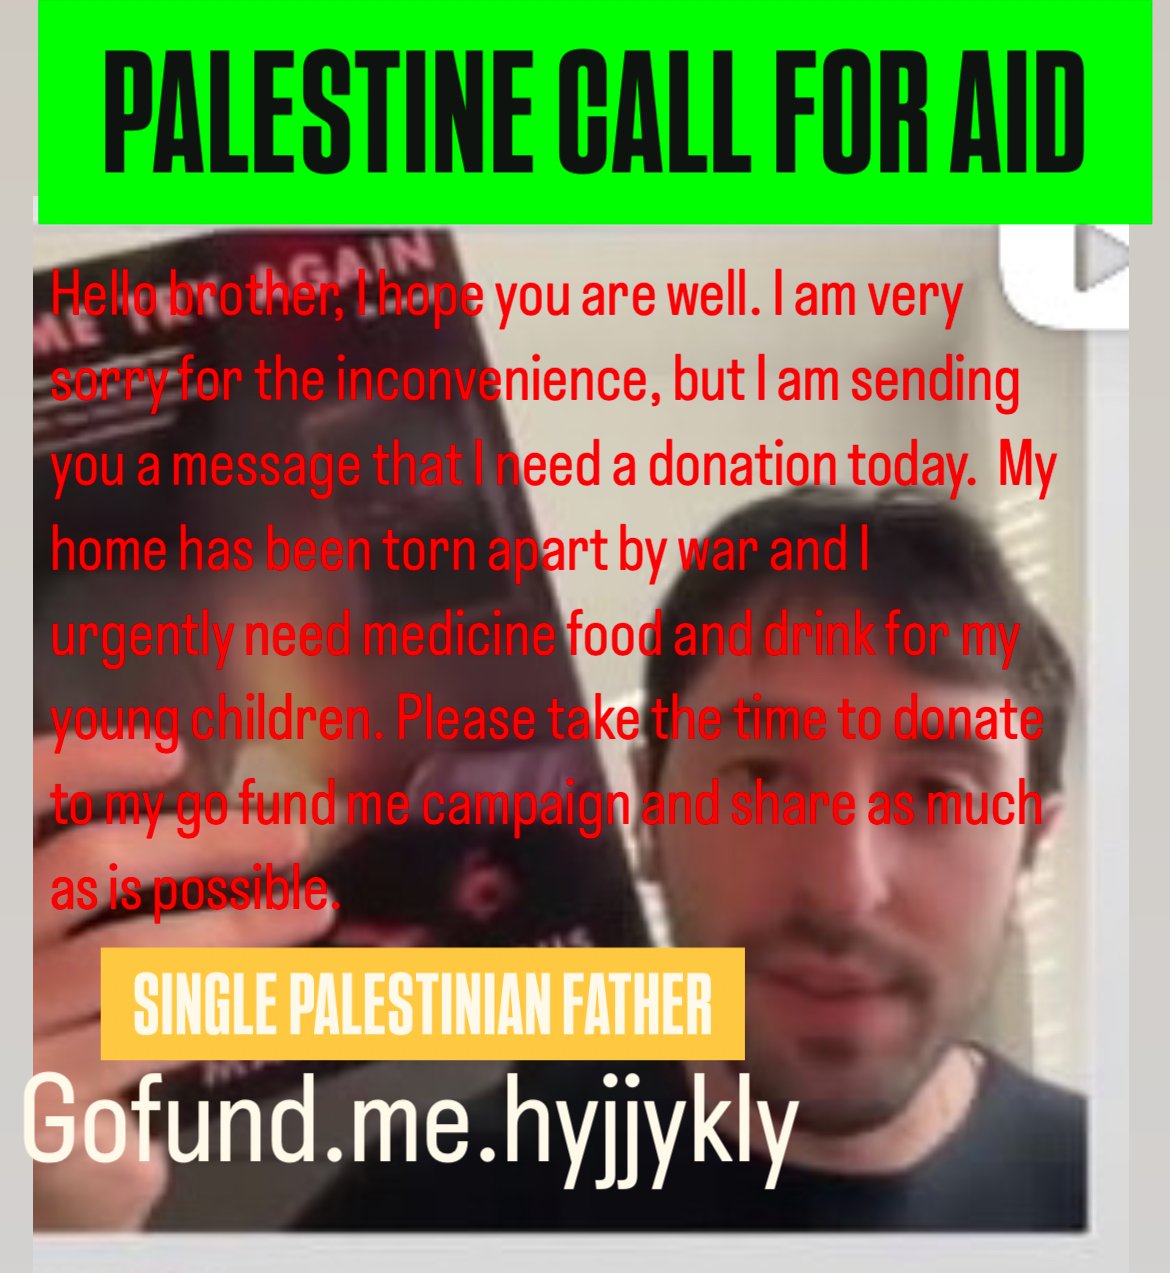 PALESTINE CALL FOR AID
ME TRY AGAIN
Hello brother, I hope you are well. I am very
sorry for the inconvenience, but I am sending
you a message that I need a donation today. My
home has been torn apart by war and I
urgently need medicine food and drink for my
young children. Please take the time to donate
to my go fund me campaign and share as much
as is possible.
SINGLE PALESTINIAN FATHER
Gofund.me.hyjjykly